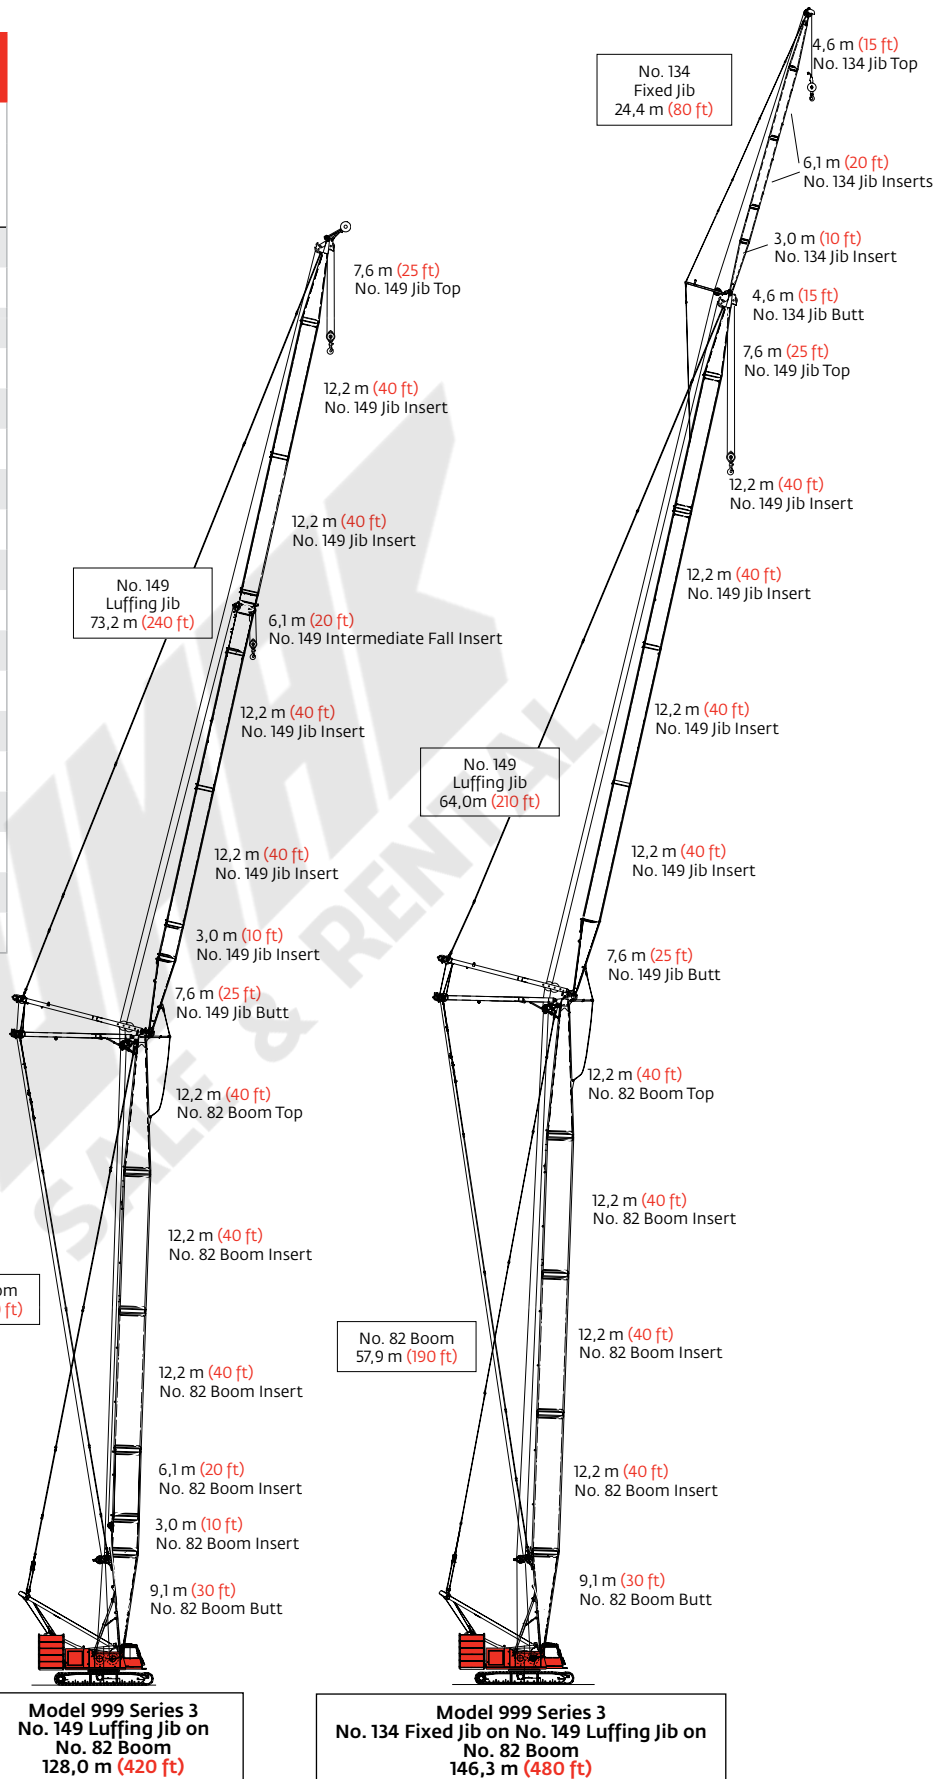 4,6 m (15 ft)
No. 134 Jib Top
No. 134
Fixed Jib
24,4 m (80 ft)
6,1 m (20 ft)
No. 134 Jib Inserts
3,0 m (10 ft)
No. 134 Jib Insert
4,6 m (15 ft)
No. 134 Jib Butt
7,6 m (25 ft)
No. 149 Jib Top
12,2 m (40 ft)
No. 149 Jib Insert
12,2 m (40 ft)
No. 149 Jib Insert
12,2 m (40 ft)
No. 149 Jib Insert
No. 149
Luffing Jib
64,0m (210 ft)
12,2 m (40 ft)
No. 149 Jib Insert
7,6 m (25 ft)
No. 149 Jib Butt
12,2 m (40 ft)
No. 82 Boom Top
12,2 m (40 ft)
No. 82 Boom Insert
12,2 m (40 ft)
No. 82 Boom Insert
No. 82 Boom
57,9 m (190 ft)
12,2 m (40 ft)
No. 82 Boom Insert
9,1 m (30 ft)
No. 82 Boom Butt
Model 999 Series 3
No. 134 Fixed Jib on No. 149 Luffing Jib on
No. 82 Boom
146,3 m (480 ft)
7,6 m (25 ft)
No. 149 Jib Top
12,2 m (40 ft)
No. 149 Jib Insert
12,2 m (40 ft)
No. 149 Jib Insert
No. 149
Luffing Jib
73,2 m (240 ft)
6,1 m (20 ft)
No. 149 Intermediate Fall Insert
12,2 m (40 ft)
No. 149 Jib Insert
12,2 m (40 ft)
No. 149 Jib Insert
3,0 m (10 ft)
No. 149 Jib Insert
7,6 m (25 ft)
No. 149 Jib Butt
12,2 m (40 ft)
No. 82 Boom Top
12,2 m (40 ft)
No. 82 Boom Insert
ft)
12,2 m (40 ft)
No. 82 Boom Insert
6,1 m (20 ft)
No. 82 Boom Insert
3,0 m (10 ft)
No. 82 Boom Insert
9,1 m (30 ft)
No. 82 Boom Butt
Model 999 Series 3
No. 149 Luffing Jib on
No. 82 Boom
128,0 m (420 ft)
SALE & RENTAL